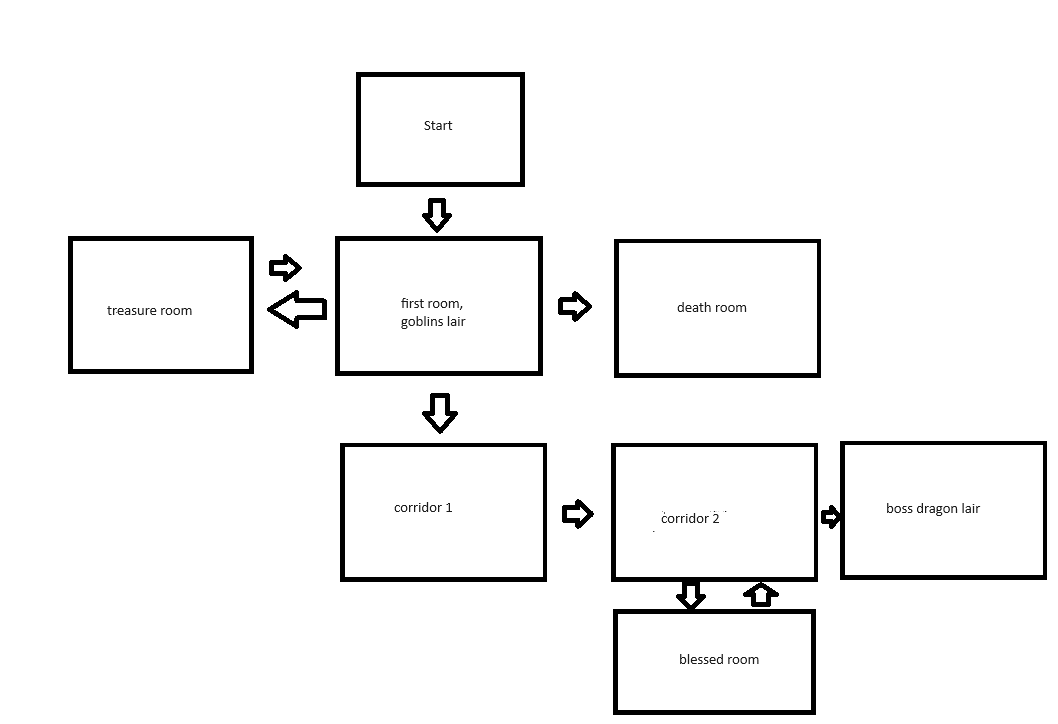 Start
treasure room
first room,
goblins lair
death room
corridor 1
corridor 2
boss dragon lair
blessed room